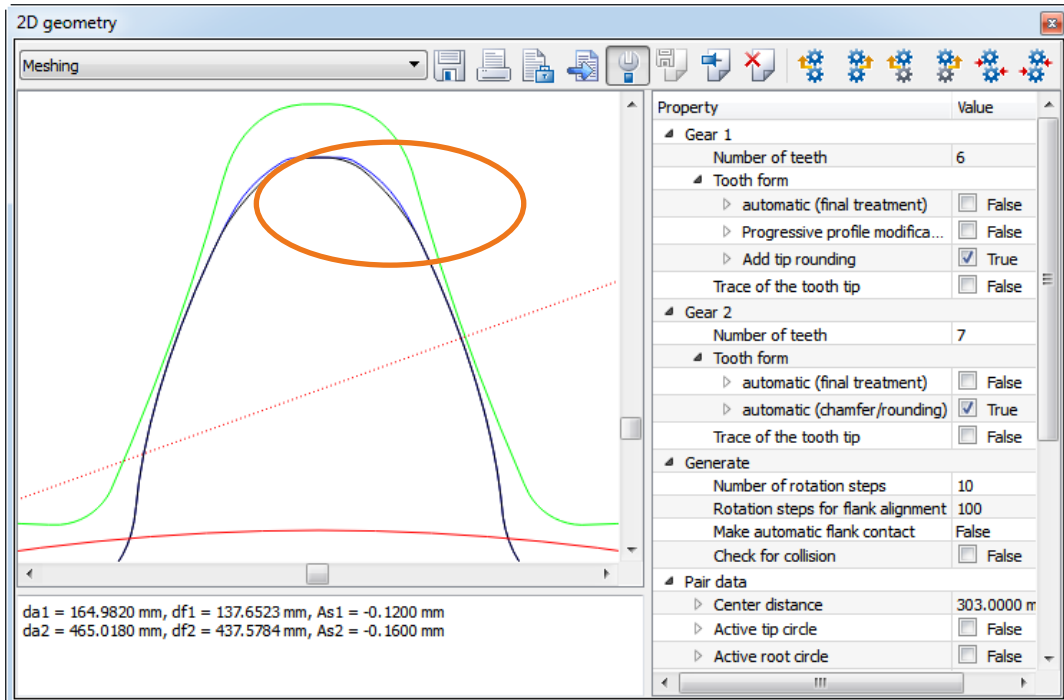 2D geometry
Meshing
Property Value
Gear 1
Number of teeth 6
Tooth form
automatic (final treatment) False
Progressive profile modifica... False
Add tip rounding True
Trace of the tooth tip False
Gear 2
Number of teeth 7
Tooth form
automatic (final treatment) False
automatic (chamfer/rounding) True
Trace of the tooth tip False
Generate
Number of rotation steps 10
Rotation steps for flank alignment 100
Make automatic flank contact False
Check for collision False
Pair data
Center distance 303.0000 m
Active tip circle False
Active root circle False
da1 = 164.9820 mm, df1 = 137.6523 mm, As1 = -0.1200 mm
da2 = 465.0180 mm, df2 = 437.5784 mm, As2 = -0.1600 mm